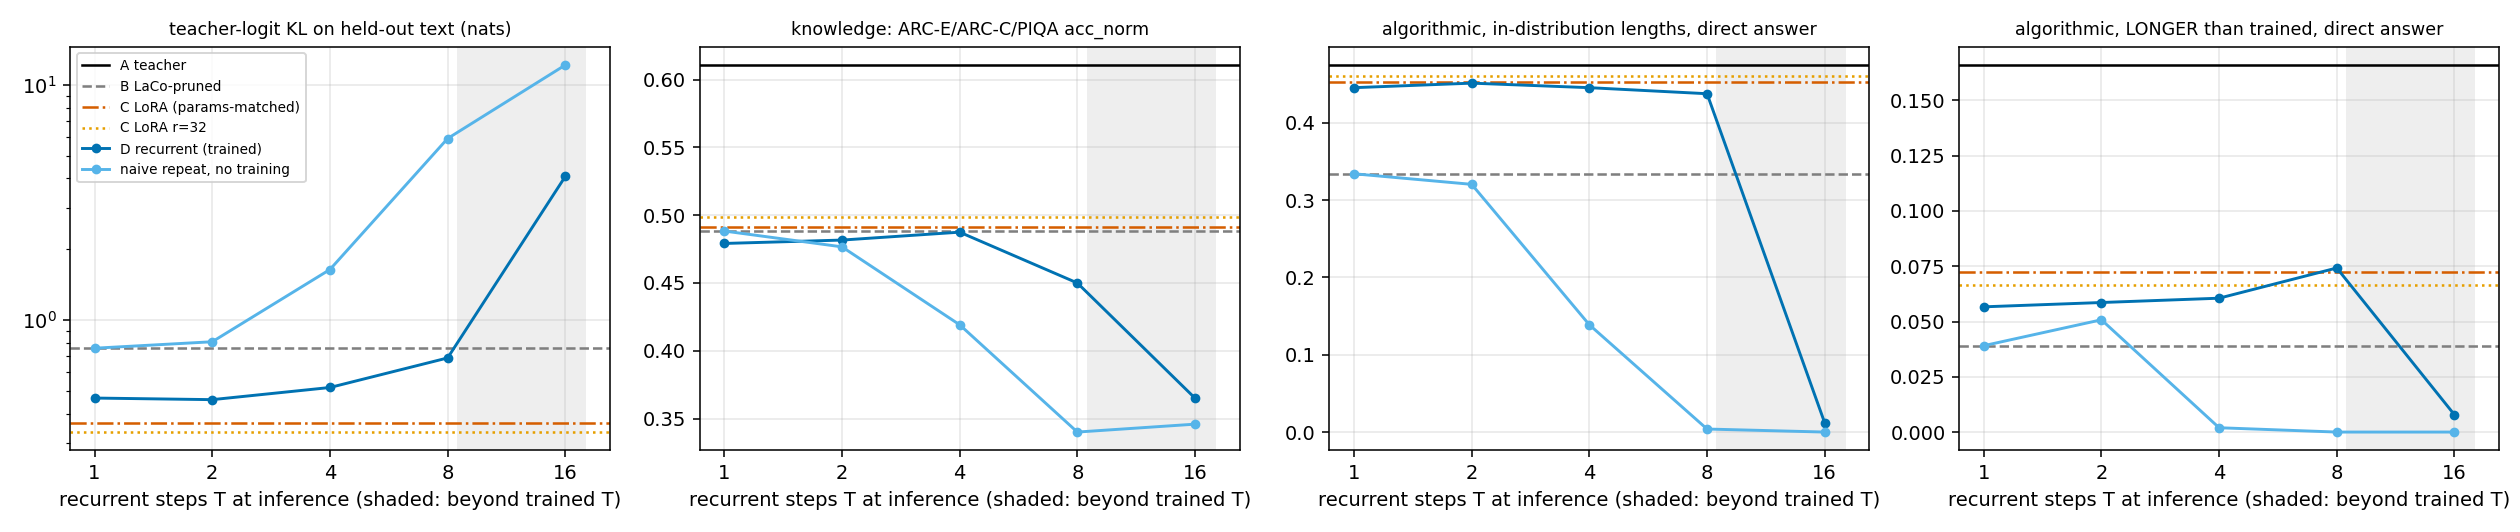 teacher-logit KL on held-out text (nats)
10¹
10⁰
A teacher
B LaCo-pruned
C LoRA (params-matched)
C LoRA r=32
D recurrent (trained)
naive repeat, no training
1 2 4 8 16
recurrent steps T at inference (shaded: beyond trained T)
knowledge: ARC-E/ARC-C/PIQA acc_norm
0.60
0.55
0.50
0.45
0.40
0.35
1 2 4 8 16
recurrent steps T at inference (shaded: beyond trained T)
algorithmic, in-distribution lengths, direct answer
0.4
0.3
0.2
0.1
0.0
1 2 4 8 16
recurrent steps T at inference (shaded: beyond trained T)
algorithmic, LONGER than trained, direct answer
0.150
0.125
0.100
0.075
0.050
0.025
0.000
1 2 4 8 16
recurrent steps T at inference (shaded: beyond trained T)